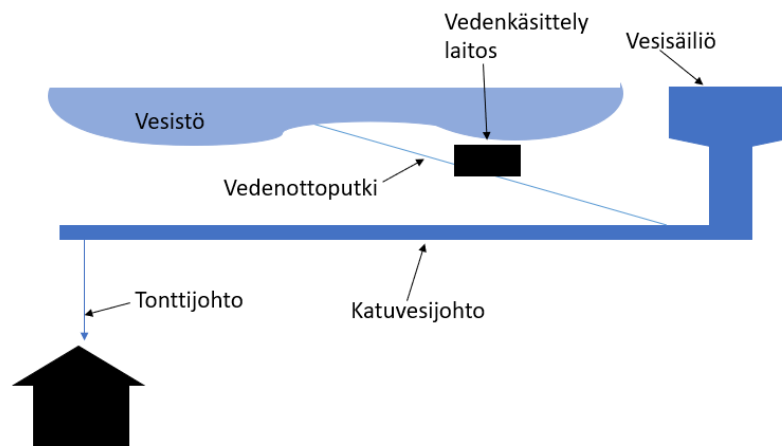 Vedenkäsittely
laitos
Vesisäiliö
Vesistö
Vedenottoputki
Tonttijohto
Katuvesijohto